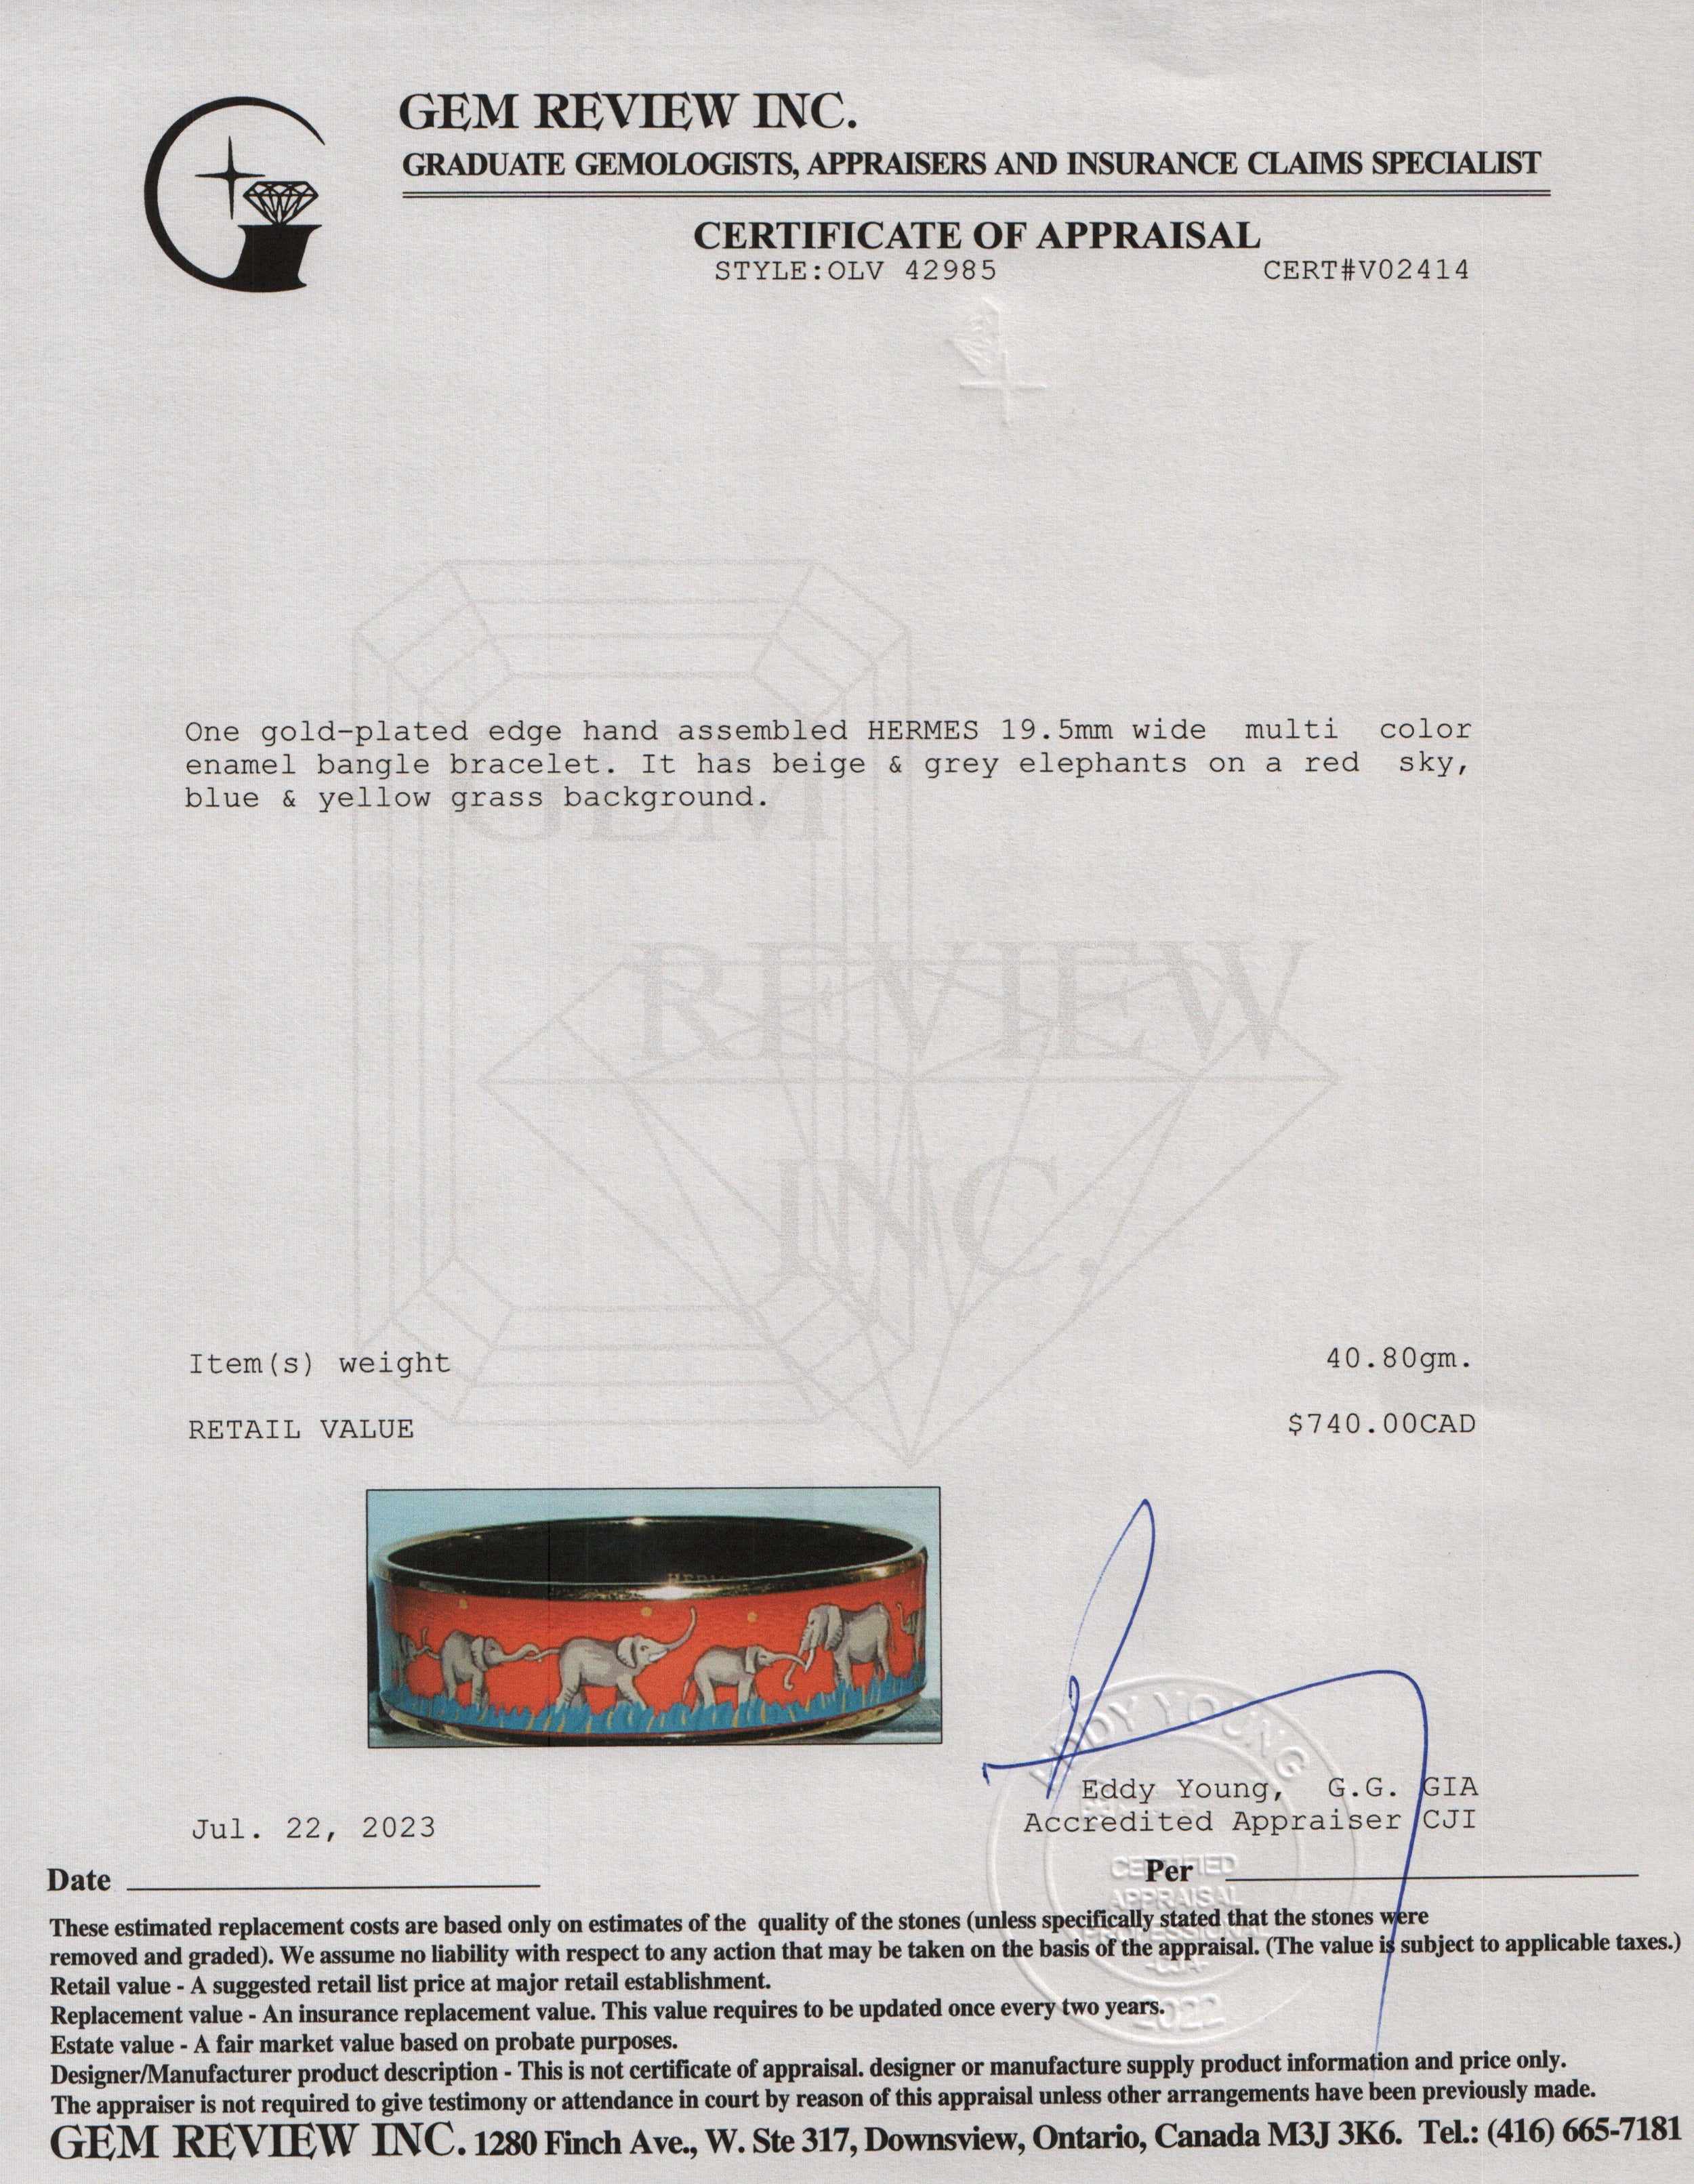 GEM REVIEW INC.
GRADUATE GEMOLOGISTS, APPRAISERS AND INSURANCE CLAIMS SPECIALIST
CERTIFICATE OF APPRAISAL
STYLE:OLV 42985 CERT#V02414
One gold-plated edge hand assembled HERMES 19.5mm wide multi color
enamel bangle bracelet. It has beige & grey elephants on a red sky,
blue & yellow grass background.
GEM
REVIEW
INC.
Item(s) weight 40.80gm.
RETAIL VALUE $740.00CAD
EDDY YOUNG
Eddy Young, G.G. GIA
Jul. 22, 2023 Accredited Appraiser CJI
Date Per
CERTIFIED
APPRAISAL
PROFESSIONAL
2022
These estimated replacement costs are based only on estimates of the quality of the stones (unless specifically stated that the stones were
removed and graded). We assume no liability with respect to any action that may be taken on the basis of the appraisal. (The value is subject to applicable taxes.)
Retail value - A suggested retail list price at major retail establishment.
Replacement value - An insurance replacement value. This value requires to be updated once every two years.
Estate value - A fair market value based on probate purposes.
Designer/Manufacturer product description - This is not certificate of appraisal. designer or manufacture supply product information and price only.
The appraiser is not required to give testimony or attendance in court by reason of this appraisal unless other arrangements have been previously made.
GEM REVIEW INC. 1280 Finch Ave., W. Ste 317, Downsview, Ontario, Canada M3J 3K6. Tel.: (416) 665-7181